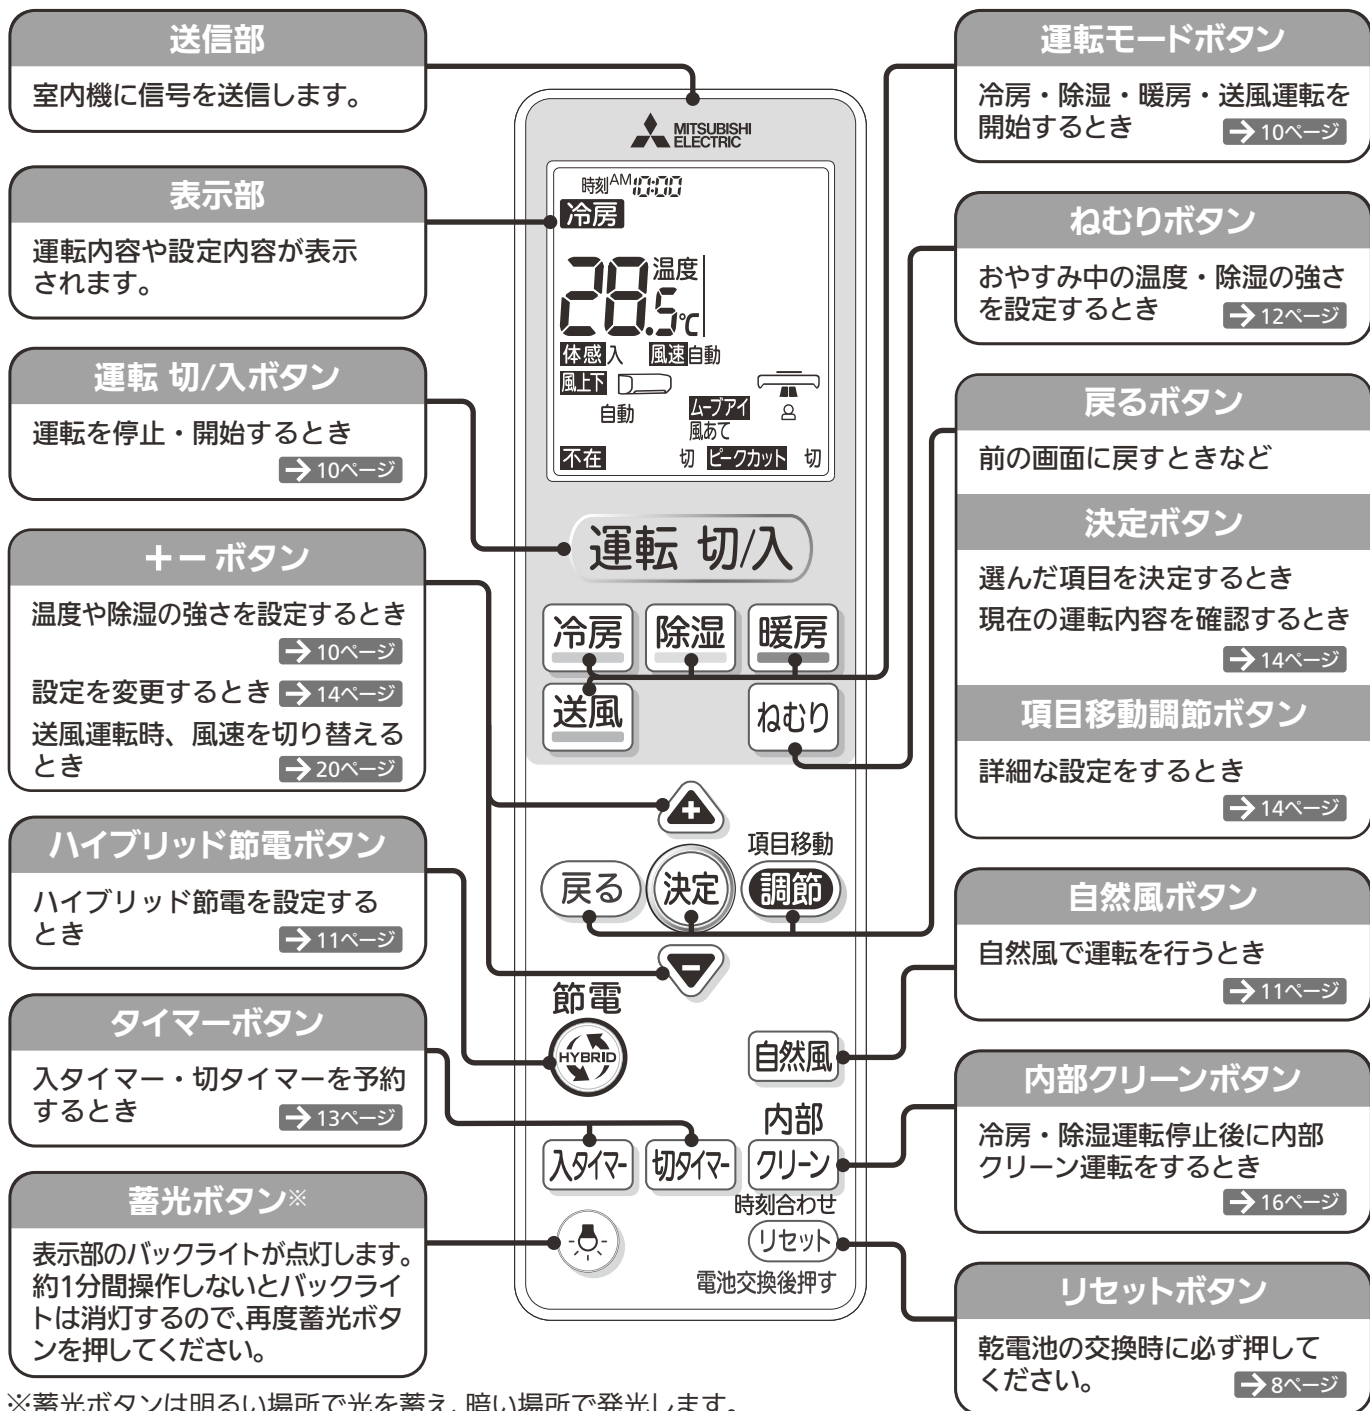 送信部
室内機に信号を送信します。
表示部
運転内容や設定内容が表示
されます。
運転 切/入ボタン
運転を停止・開始するとき
→10ページ
＋－ ボタン
温度や除湿の強さを設定するとき
→10ページ
設定を変更するとき →14ページ
送風運転時、風速を切り替える
とき →20ページ
ハイブリッド節電ボタン
ハイブリッド節電を設定する
とき →11ページ
タイマーボタン
入タイマー・切タイマーを予約
するとき →13ページ
蓄光ボタン※
表示部のバックライトが点灯します。
約1分間操作しないとバックライ
トは消灯するので、再度蓄光ボタ
ンを押してください。
※蓄光ボタンは明るい場所で光を蓄え、暗い場所で発光します。
MITSUBISHI
ELECTRIC
時刻 AM 10:00
冷房
28.5℃ 温度
体感 入 風速 自動
風上下
自動 ムーブアイ
風あて
不在 切 ピークカット 切
運転 切/入
冷房 除湿 暖房
送風 ねむり
+
項目移動
戻る 決定 調節
-
節電
HYBRID
自然風
内部
入タイマー 切タイマー クリーン
時刻合わせ
リセット
電池交換後押す
運転モードボタン
冷房・除湿・暖房・送風運転を
開始するとき →10ページ
ねむりボタン
おやすみ中の温度・除湿の強さ
を設定するとき →12ページ
戻るボタン
前の画面に戻すときなど
決定ボタン
選んだ項目を決定するとき
現在の運転内容を確認するとき
→14ページ
項目移動調節ボタン
詳細な設定をするとき
→14ページ
自然風ボタン
自然風で運転を行うとき
→11ページ
内部クリーンボタン
冷房・除湿運転停止後に内部
クリーン運転をするとき
→16ページ
リセットボタン
乾電池の交換時に必ず押して
ください。 →8ページ